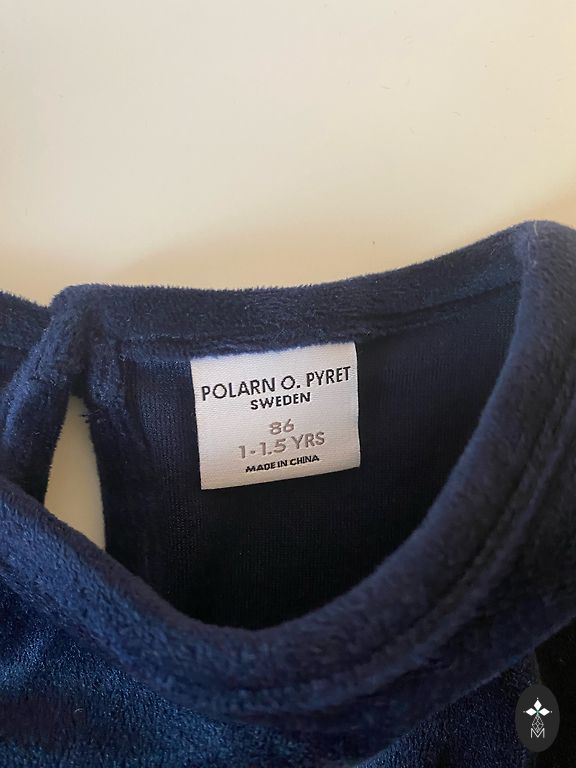 POLARN O. PYRET
SWEDEN
86
1-1.5 YRS
MADE IN CHINA
M